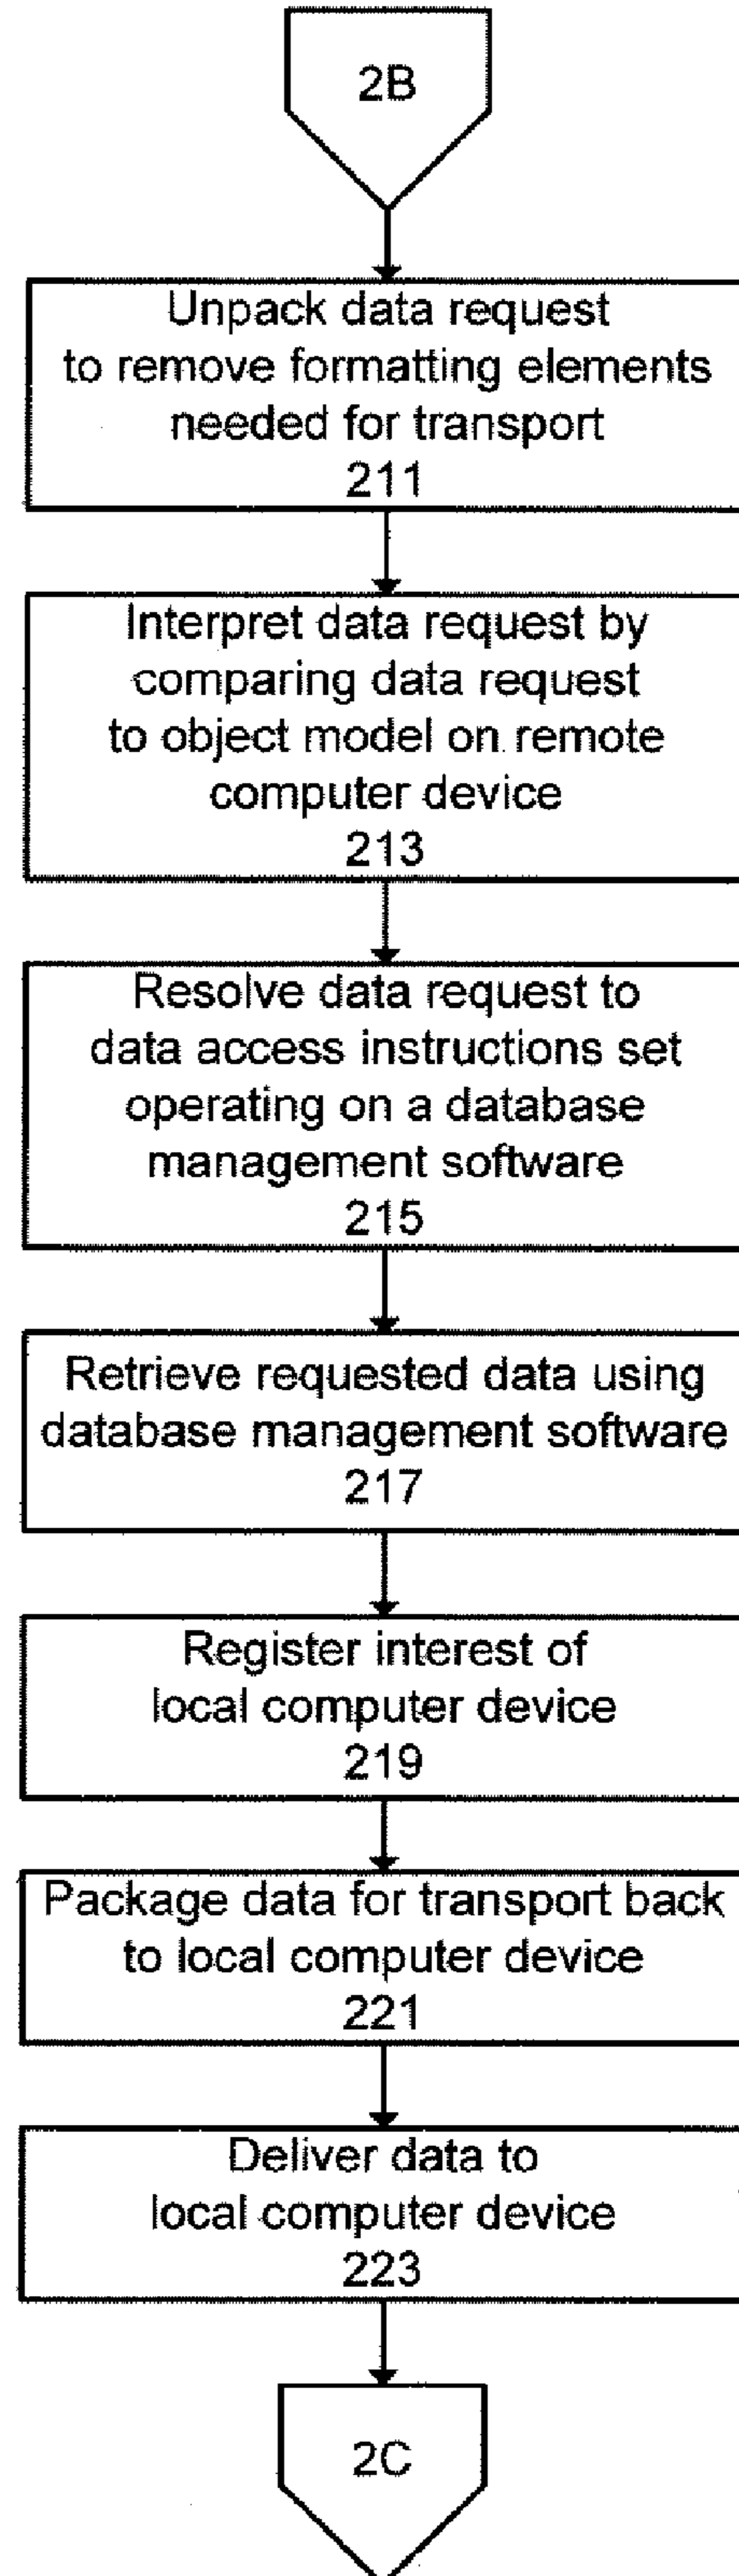 2B
Unpack data request
to remove formatting elements
needed for transport
211
Interpret data request by
comparing data request
to object model on remote
computer device
213
Resolve data request to
data access instructions set
operating on a database
management software
215
Retrieve requested data using
database management software
217
Register interest of
local computer device
219
Package data for transport back
to local computer device
221
Deliver data to
local computer device
223
2C